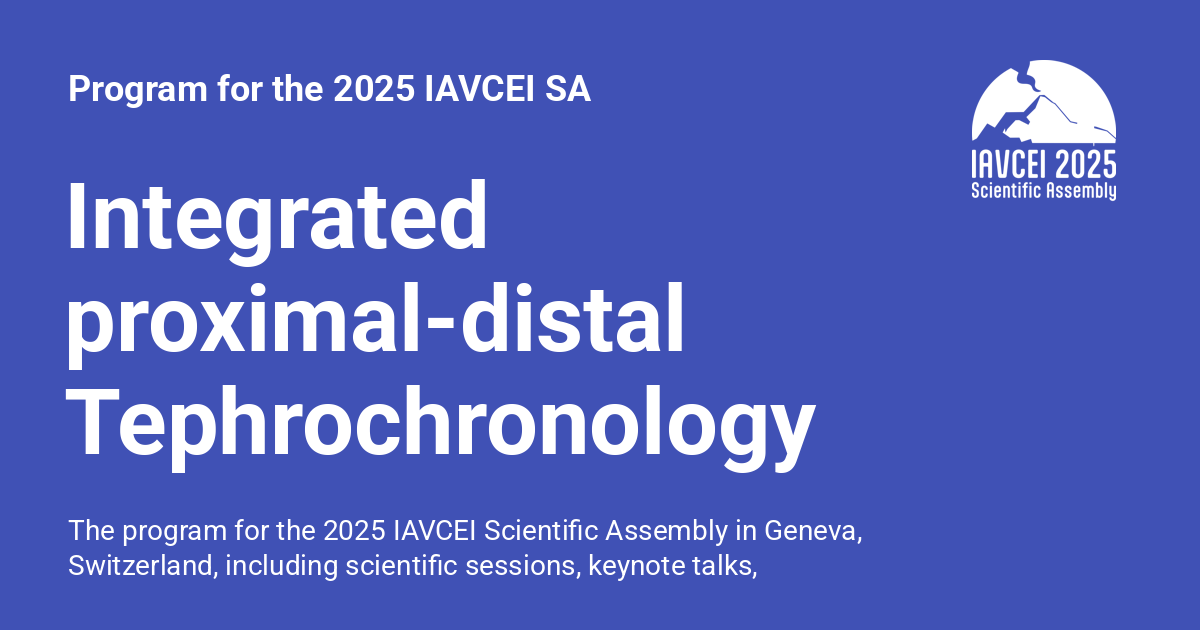 Program for the 2025 IAVCEI SA
IAVCEI 2025
Scientific Assembly
Integrated
proximal-distal
Tephrochronology
The program for the 2025 IAVCEI Scientific Assembly in Geneva,
Switzerland, including scientific sessions, keynote talks,